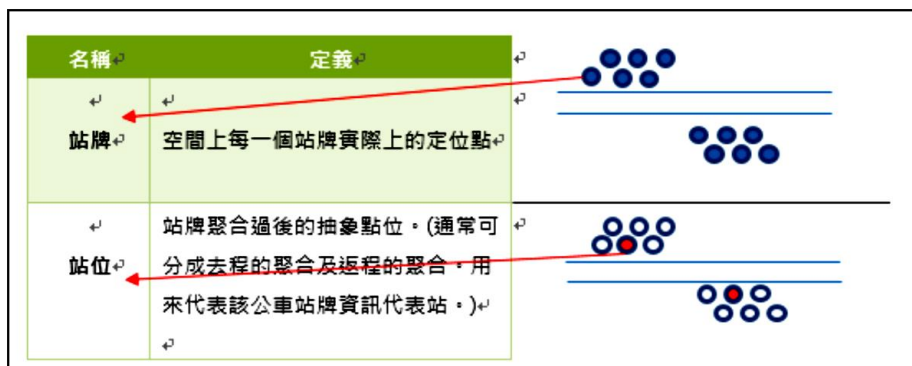 名稱
定義
站牌
空間上每一個站牌實際上的定位點
站位
站牌聚合過後的抽象點位。(通常可
分成去程的聚合及返程的聚合。用
來代表該公車站牌資訊代表站。)